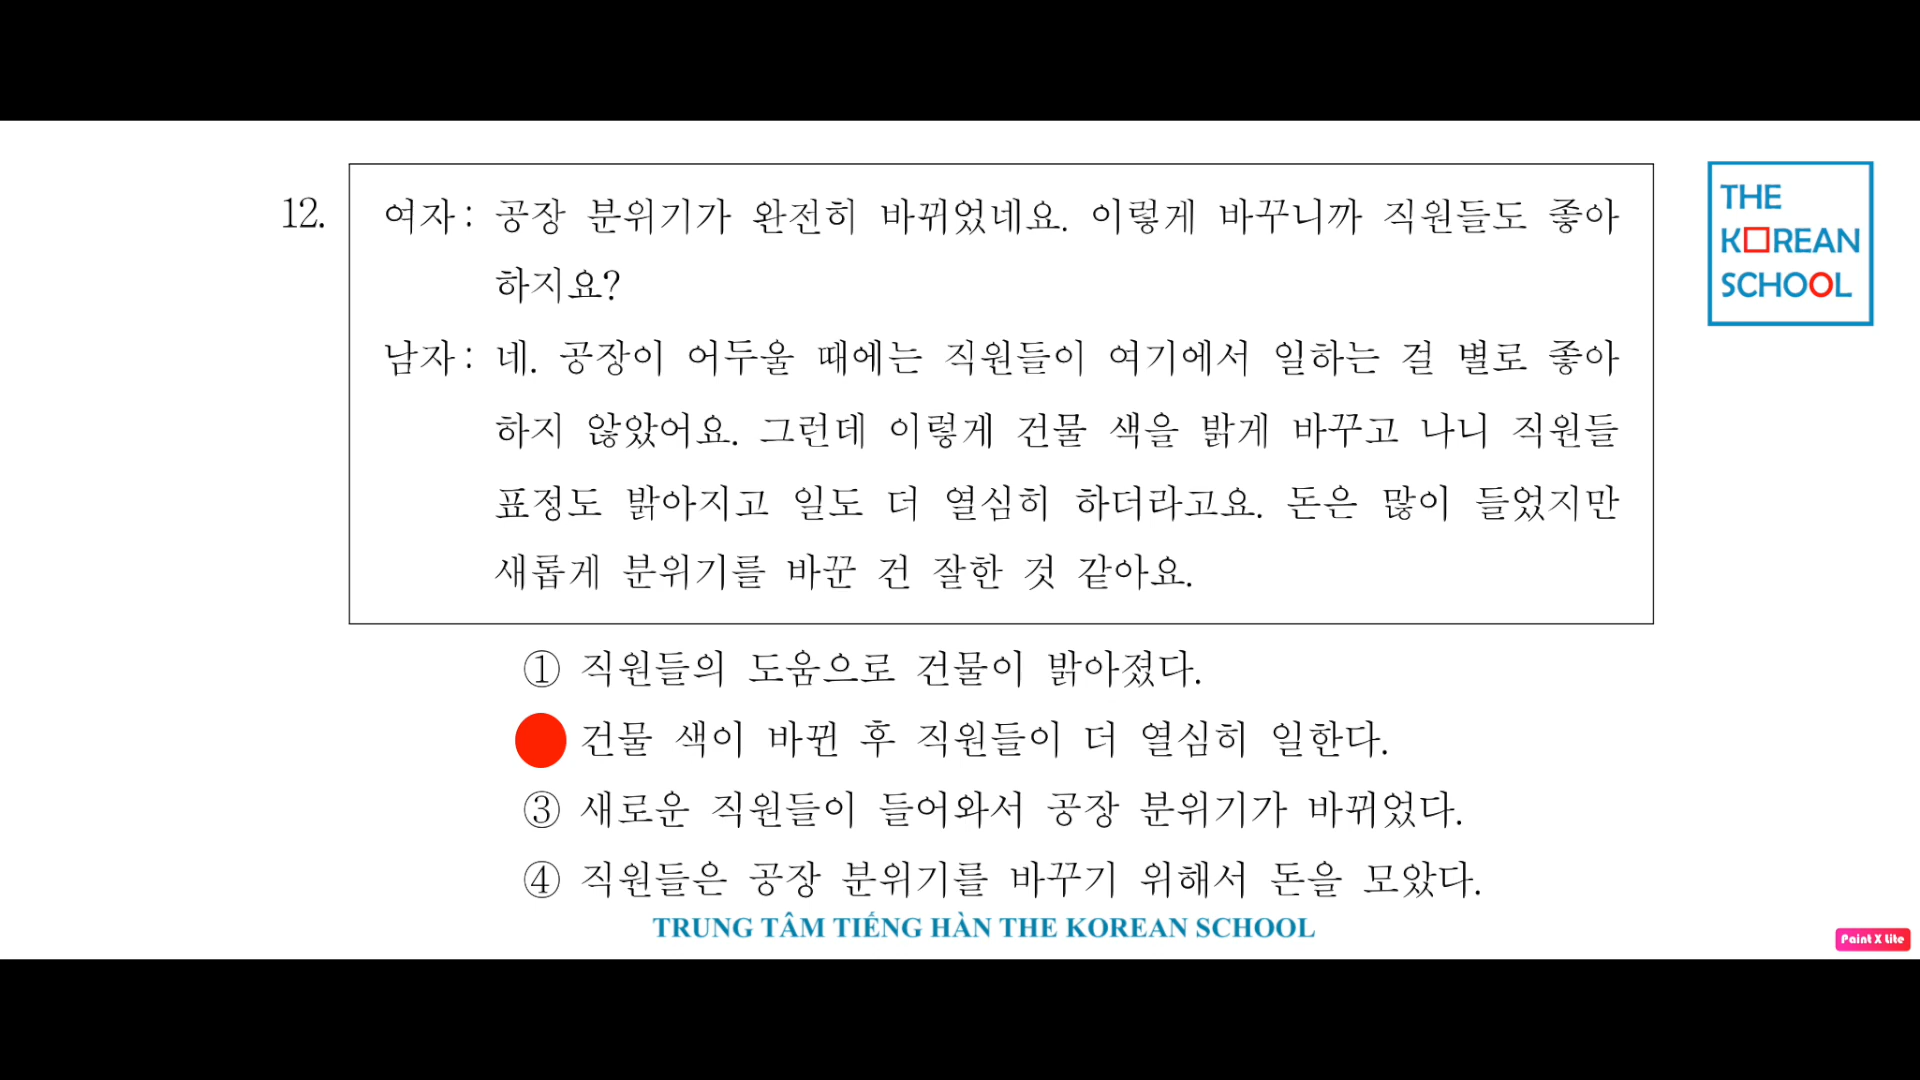 12.
여자 : 공장 분위기가 완전히 바뀌었네요. 이렇게 바꾸니까 직원들도 좋아
하지요?
남자 : 네. 공장이 어두울 때에는 직원들이 여기에서 일하는 걸 별로 좋아
하지 않았어요. 그런데 이렇게 건물 색을 밝게 바꾸고 나니 직원들
표정도 밝아지고 일도 더 열심히 하더라고요. 돈은 많이 들었지만
새롭게 분위기를 바꾼 건 잘한 것 같아요.
① 직원들의 도움으로 건물이 밝아졌다.
건물 색이 바뀐 후 직원들이 더 열심히 일한다.
③ 새로운 직원들이 들어와서 공장 분위기가 바뀌었다.
④ 직원들은 공장 분위기를 바꾸기 위해서 돈을 모았다.
TRUNG TÂM TIẾNG HÀN THE KOREAN SCHOOL
THE
KOREAN
SCHOOL
Paint X Lite